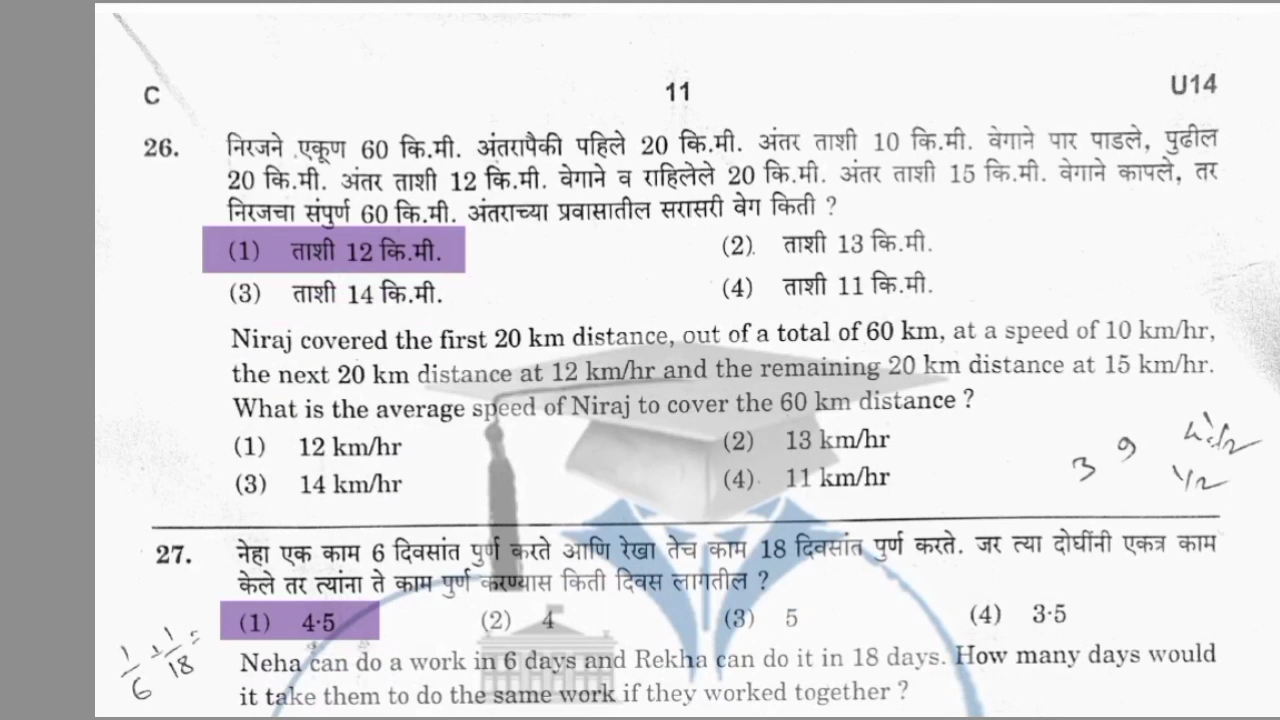 C 11 U14
26. निरजने एकूण 60 कि.मी. अंतरापैकी पहिले 20 कि.मी. अंतर ताशी 10 कि.मी. वेगाने पार पाडले, पुढील
20 कि.मी. अंतर ताशी 12 कि.मी. वेगाने व राहिलेले 20 कि.मी. अंतर ताशी 15 कि.मी. वेगाने कापले, तर
निरजचा संपुर्ण 60 कि.मी. अंतराच्या प्रवासातील सरासरी वेग किती ?
(1) ताशी 12 कि.मी. (2) ताशी 13 कि.मी.
(3) ताशी 14 कि.मी. (4) ताशी 11 कि.मी.
Niraj covered the first 20 km distance, out of a total of 60 km, at a speed of 10 km/hr,
the next 20 km distance at 12 km/hr and the remaining 20 km distance at 15 km/hr.
What is the average speed of Niraj to cover the 60 km distance ?
(1) 12 km/hr (2) 13 km/hr
(3) 14 km/hr (4) 11 km/hr
3 9 1/2
27. नेहा एक काम 6 दिवसांत पुर्ण करते आणि रेखा तेच काम 18 दिवसांत पुर्ण करते. जर त्या दोघींनी एकत्र काम
केले तर त्यांना ते काम पुर्ण करण्यास किती दिवस लागतील ?
(1) 4·5 (2) 4 (3) 5 (4) 3·5
1/6 + 1/18 =
Neha can do a work in 6 days and Rekha can do it in 18 days. How many days would
it take them to do the same work if they worked together ?